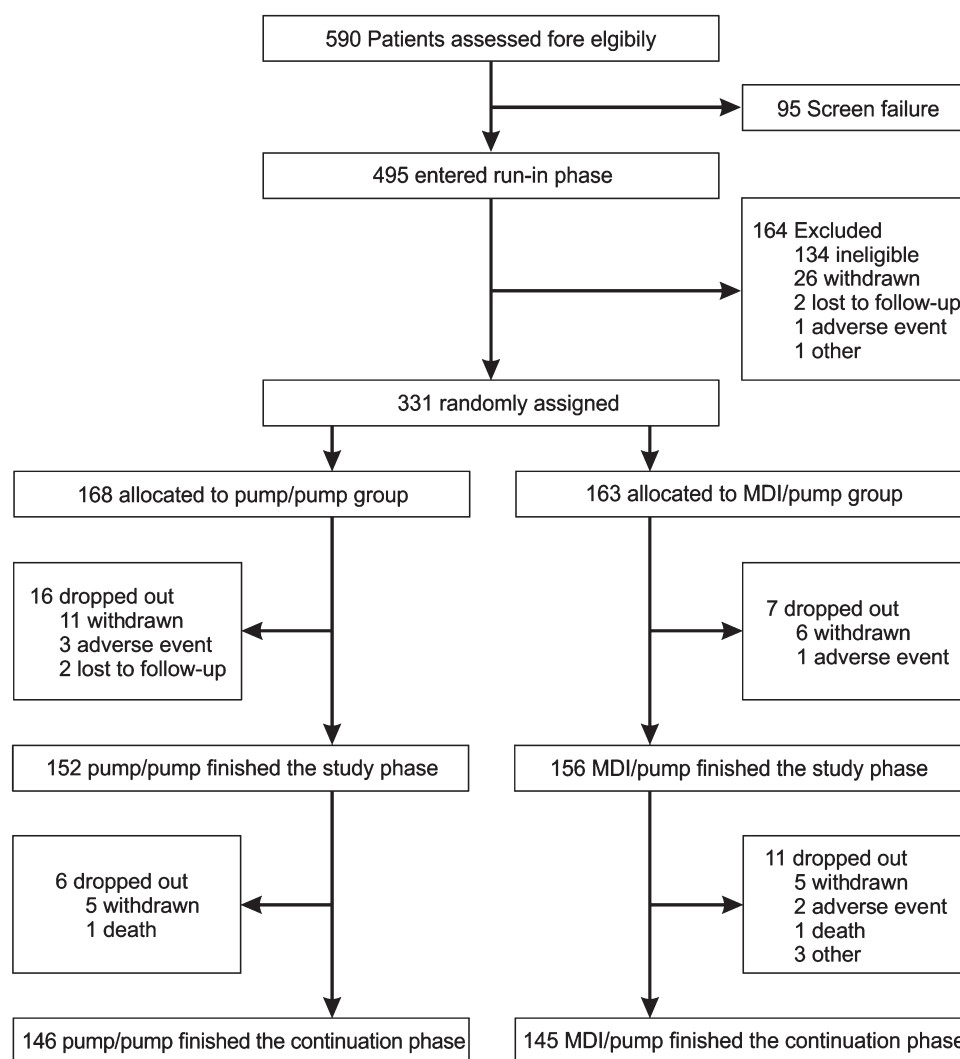 590 Patients assessed fore elgibily
95 Screen failure
495 entered run-in phase
164 Excluded
134 ineligible
26 withdrawn
2 lost to follow-up
1 adverse event
1 other
331 randomly assigned
168 allocated to pump/pump group
163 allocated to MDI/pump group
16 dropped out
11 withdrawn
3 adverse event
2 lost to follow-up
7 dropped out
6 withdrawn
1 adverse event
152 pump/pump finished the study phase
156 MDI/pump finished the study phase
6 dropped out
5 withdrawn
1 death
11 dropped out
5 withdrawn
2 adverse event
1 death
3 other
146 pump/pump finished the continuation phase
145 MDI/pump finished the continuation phase